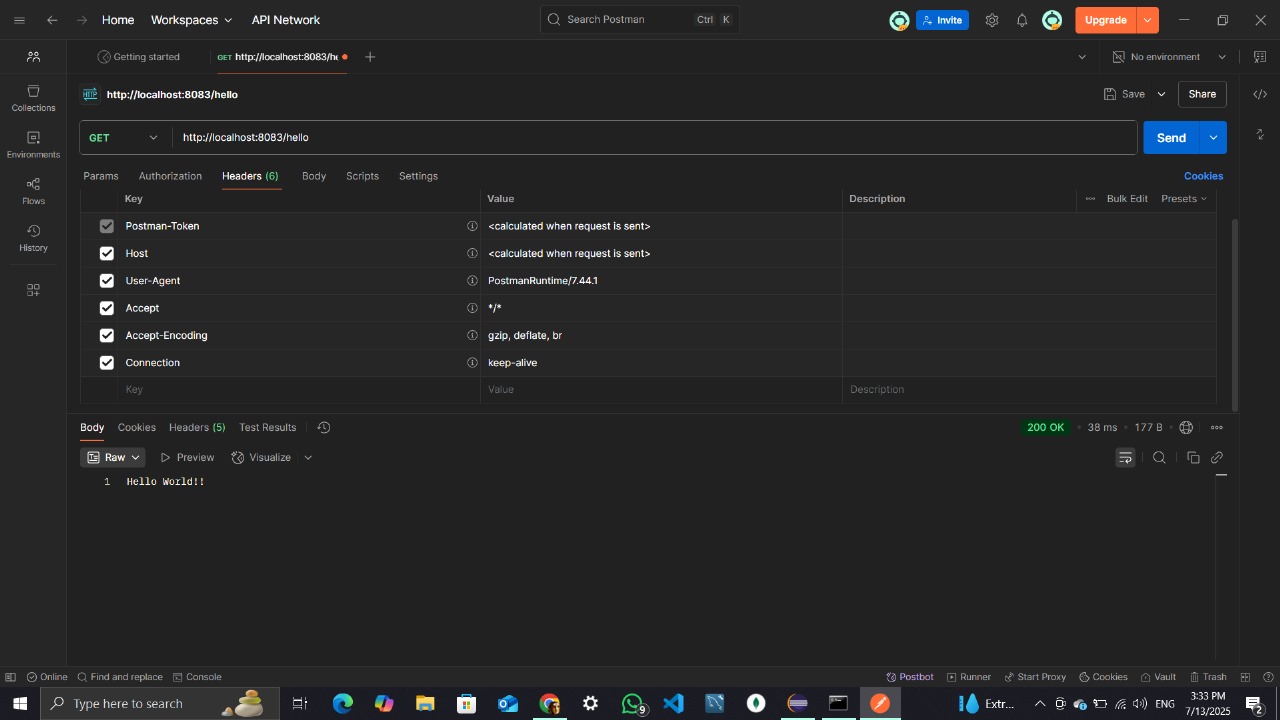 Home Workspaces API Network Search Postman Ctrl K Invite Upgrade
Getting started GET http://localhost:8083/he No environment
HTTP http://localhost:8083/hello Save Share
Collections
GET http://localhost:8083/hello Send
Environments
Params Authorization Headers (6) Body Scripts Settings Cookies
Flows
History
Key Value Description Bulk Edit Presets
Postman-Token <calculated when request is sent>
Host <calculated when request is sent>
User-Agent PostmanRuntime/7.44.1
Accept */*
Accept-Encoding gzip, deflate, br
Connection keep-alive
Key Value Description
Body Cookies Headers (5) Test Results 200 OK • 38 ms • 177 B
Raw Preview Visualize
1 Hello World!!
Online Find and replace Console Postbot Runner Start Proxy Cookies Vault Trash
Type here to search 9 Extr... ENG 3:33 PM
7/13/2025 2